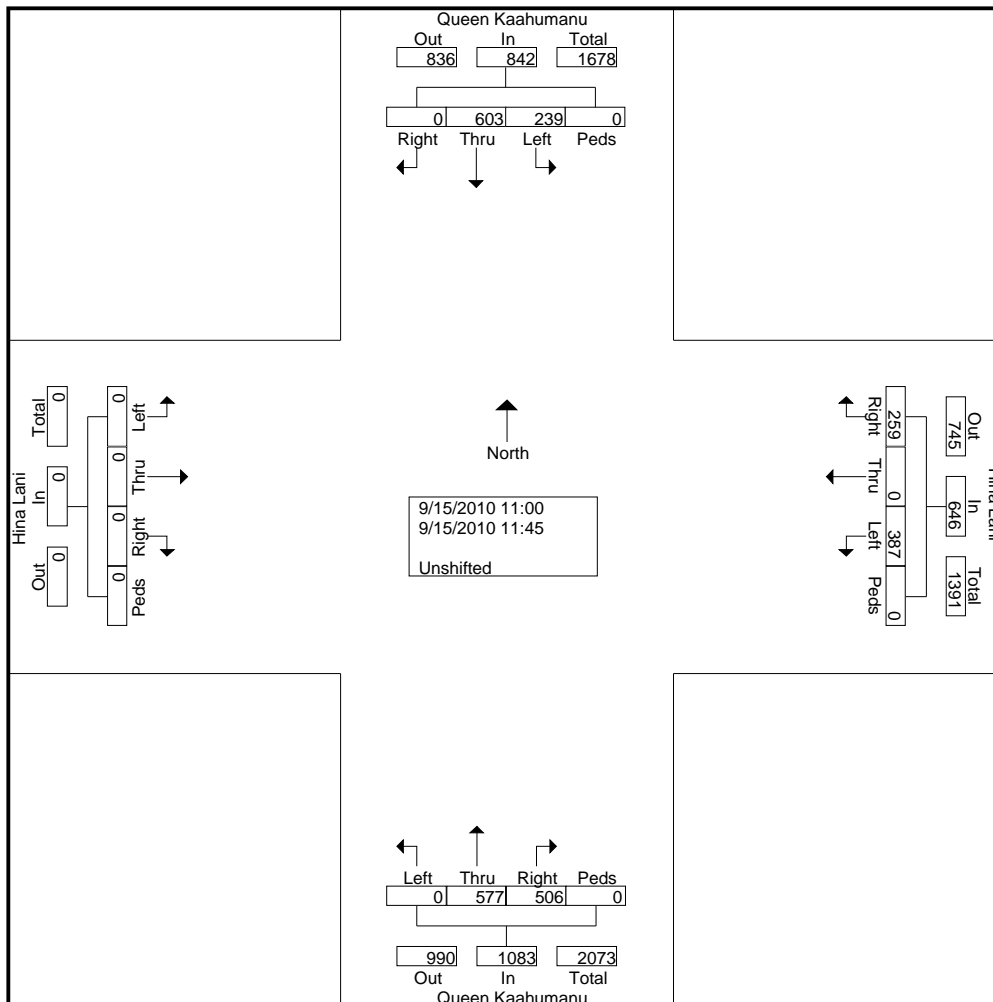 Queen Kaahumanu
Out In Total
836 842 1678
0 603 239 0
Right Thru Left Peds
Hina Lani
Total In Out
0 0 0
0 0 0 0
Left Thru Right Peds
North
9/15/2010 11:00
9/15/2010 11:45
Unshifted
Right Thru Left Peds
259 0 387 0
Out In Total
745 646 1391
Hina Lani
Left Thru Right Peds
0 577 506 0
990 1083 2073
Out In Total
Queen Kaahumanu